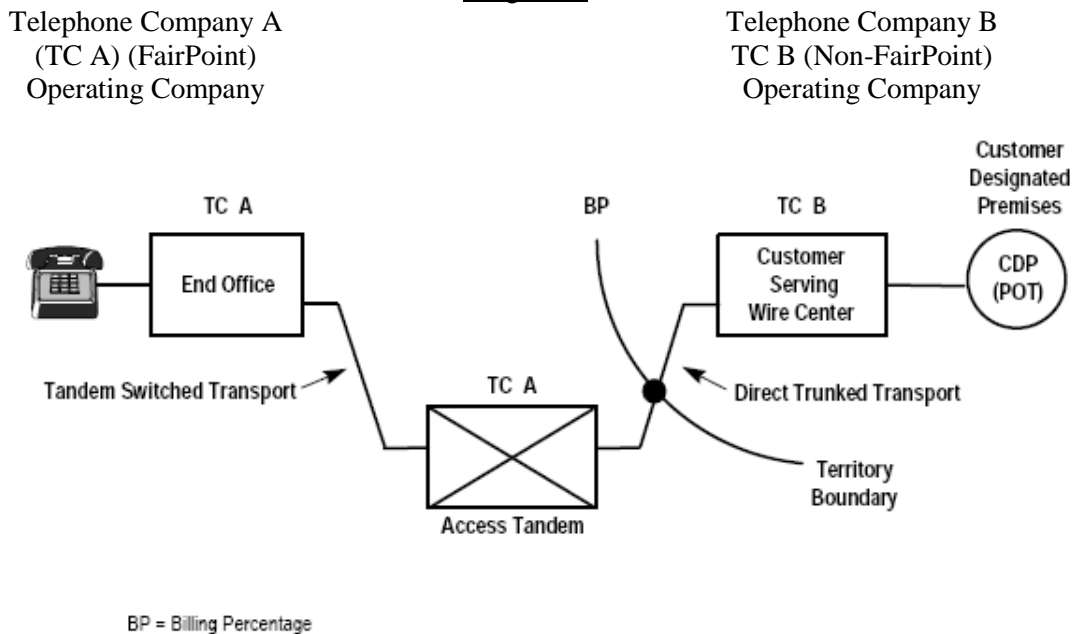 Telephone Company A
(TC A) (FairPoint)
Operating Company
Telephone Company B
TC B (Non-FairPoint)
Operating Company
Customer
Designated
Premises
TC A
BP
TC B
End Office
Customer
Serving
Wire Center
CDP
(POT)
Tandem Switched Transport
TC A
Direct Trunked Transport
Territory
Boundary
Access Tandem
BP = Billing Percentage